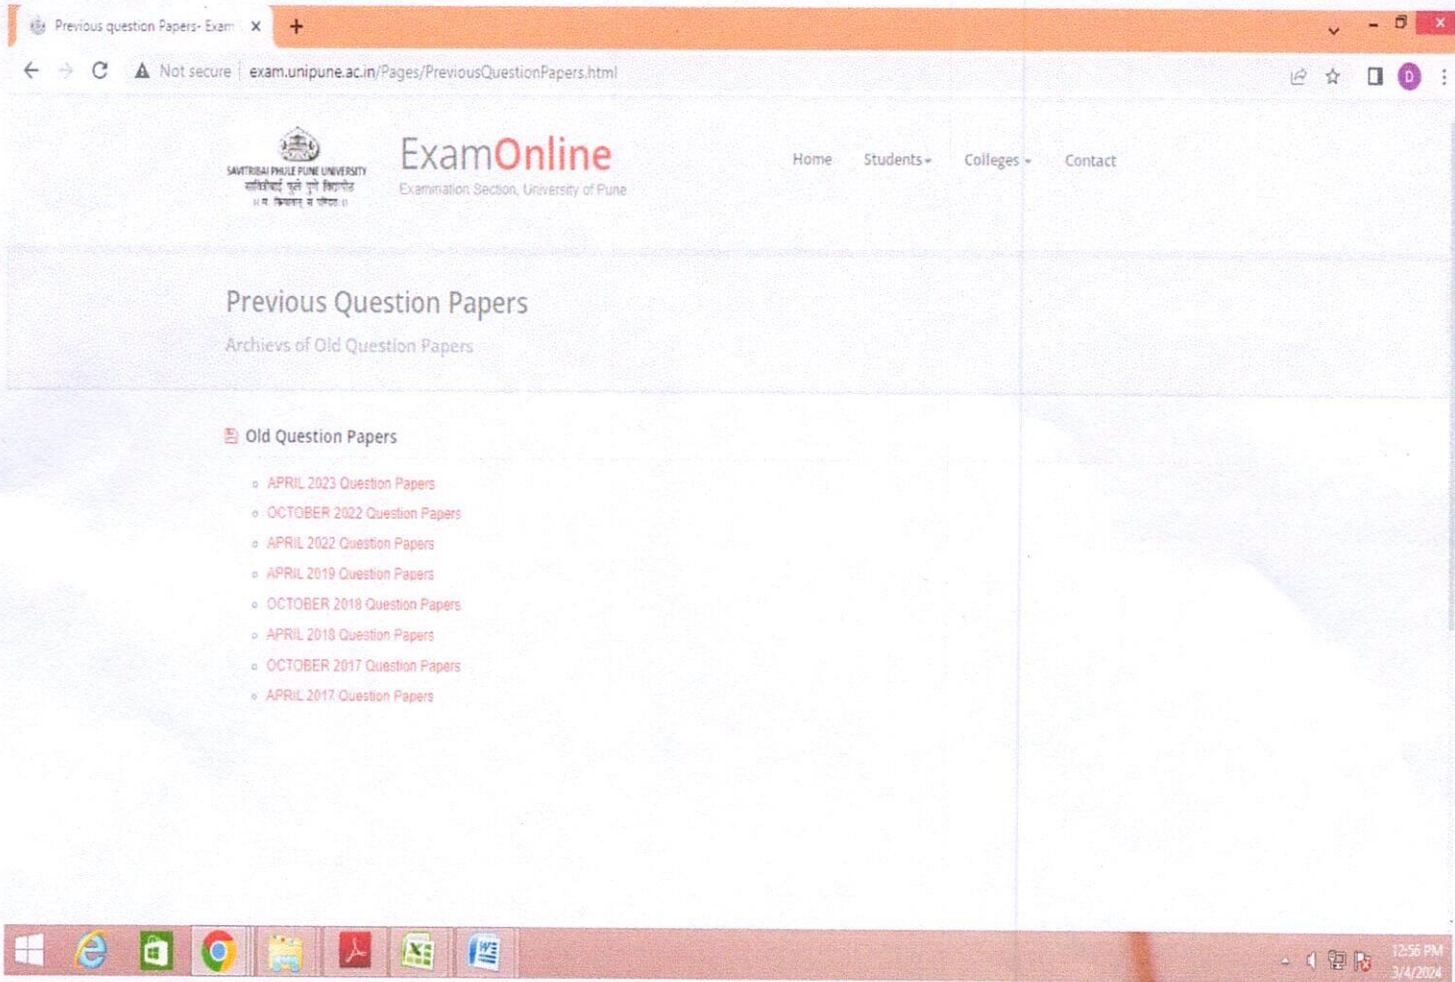 Previous question Papers- Exam
Not secure exam.unipune.ac.in/Pages/PreviousQuestionPapers.html
D
SAVITRIBAI PHULE PUNE UNIVERSITY
सावित्रीबाई फुले पुणे विद्यापीठ
ExamOnline
Examination Section, University of Pune
Home Students Colleges Contact
Previous Question Papers
Archievs of Old Question Papers
Old Question Papers
APRIL 2023 Question Papers
OCTOBER 2022 Question Papers
APRIL 2022 Question Papers
APRIL 2019 Question Papers
OCTOBER 2018 Question Papers
APRIL 2018 Question Papers
OCTOBER 2017 Question Papers
APRIL 2017 Question Papers
12:56 PM
3/4/2024